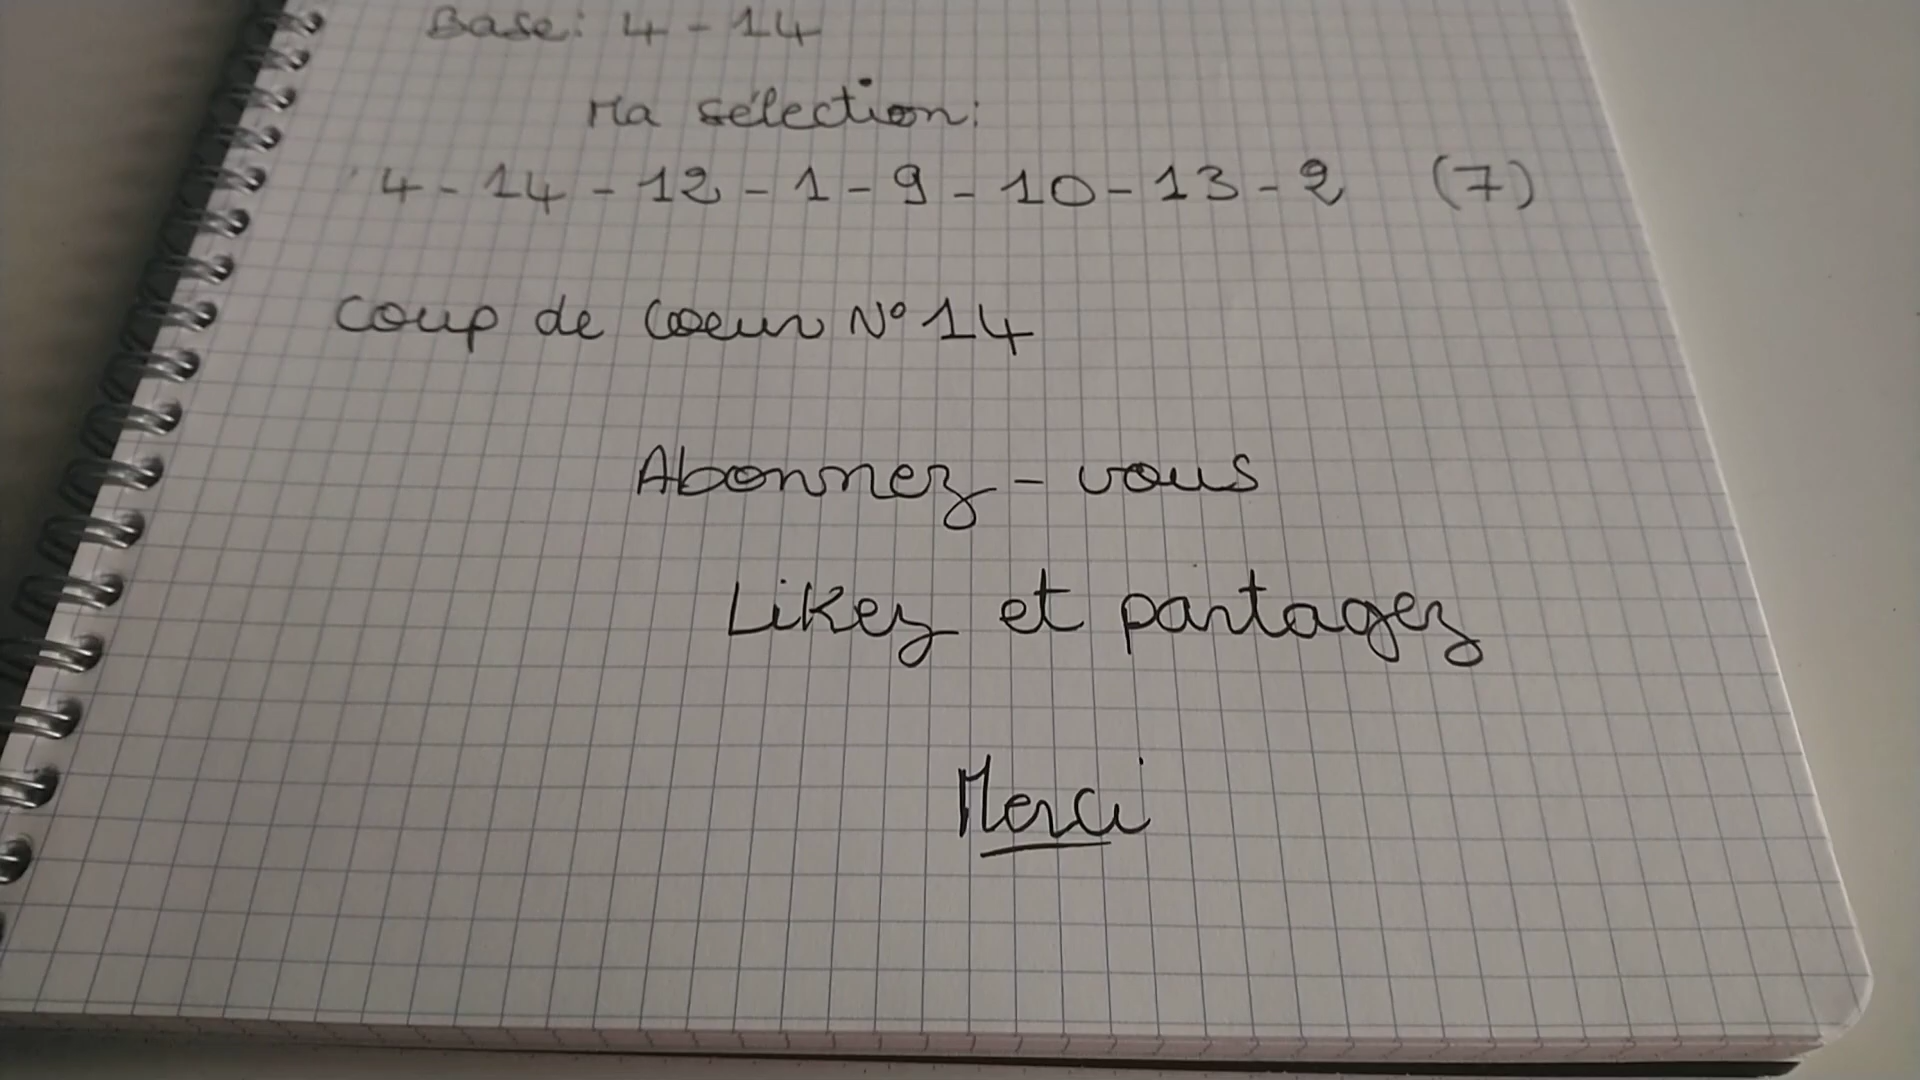 Base: 4 - 14
Ma sélection:
4 - 14 - 12 - 1 - 9 - 10 - 13 - 2 (7)
Coup de Coeur N° 14
Abonnez - vous
Likez et partagez
Merci